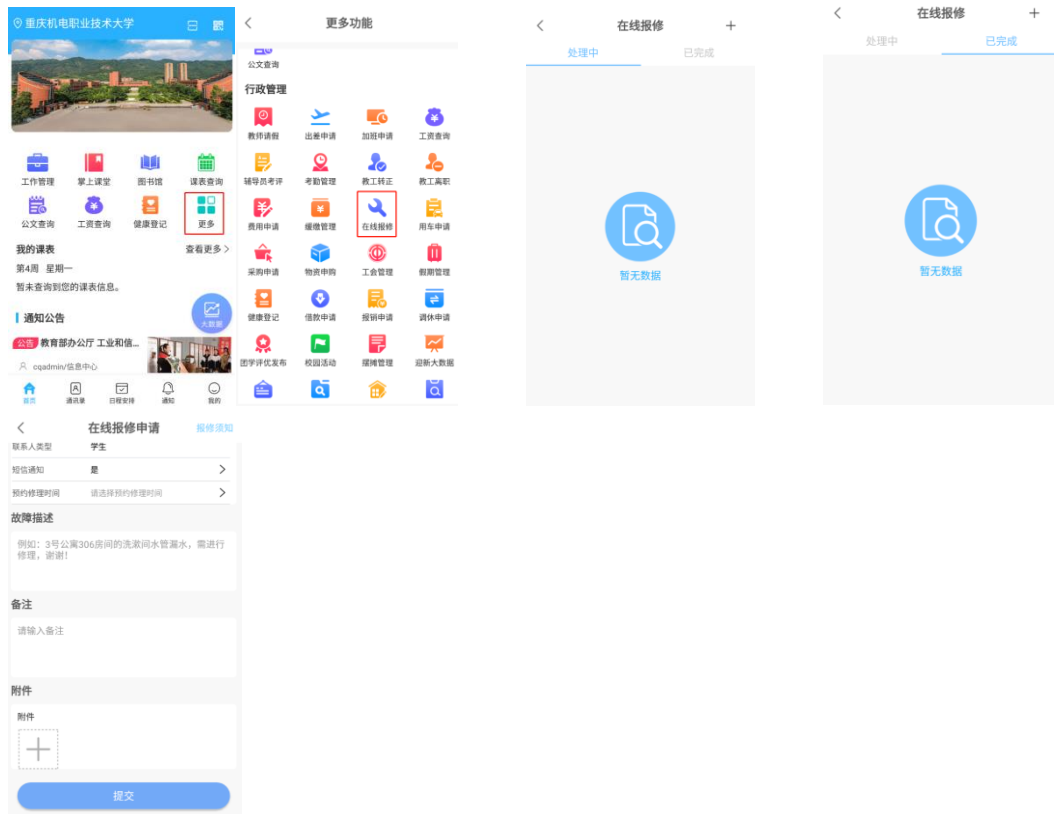 重庆机电职业技术大学
工作管理 掌上课堂 图书馆 课表查询
公文查询 工资查询 健康登记 更多
我的课表 查看更多
第4周 星期一
暂未查询到您的课表信息。
通知公告
大数据
公告 教育部办公厅 工业和信...
cqadmin/信息中心
首页 通讯录 日程安排 通知 我的
更多功能
公文查询
行政管理
教师请假 出差申请 加班申请 工资查询
辅导员考评 考勤管理 教工转正 教工离职
费用申请 缓缴管理 在线报修 用车申请
采购申请 物资申购 工会管理 假期管理
健康登记 借款申请 报销申请 调休申请
团学评优发布 校园活动 摆摊管理 迎新大数据
在线报修
处理中 已完成
暂无数据
在线报修
处理中 已完成
暂无数据
在线报修申请 报修须知
联系人类型 学生
短信通知 是
预约修理时间 请选择预约修理时间
故障描述
例如：3号公寓306房间的洗漱间水管漏水，需进行
修理，谢谢！
备注
请输入备注
附件
附件
提交